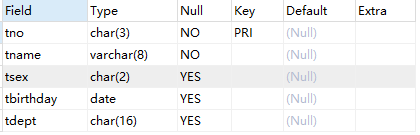 Field Type Null Key Default Extra
tno char(3) NO PRI (Null)
tname varchar(8) NO (Null)
tsex char(2) YES (Null)
tbirthday date YES (Null)
tdept char(16) YES (Null)